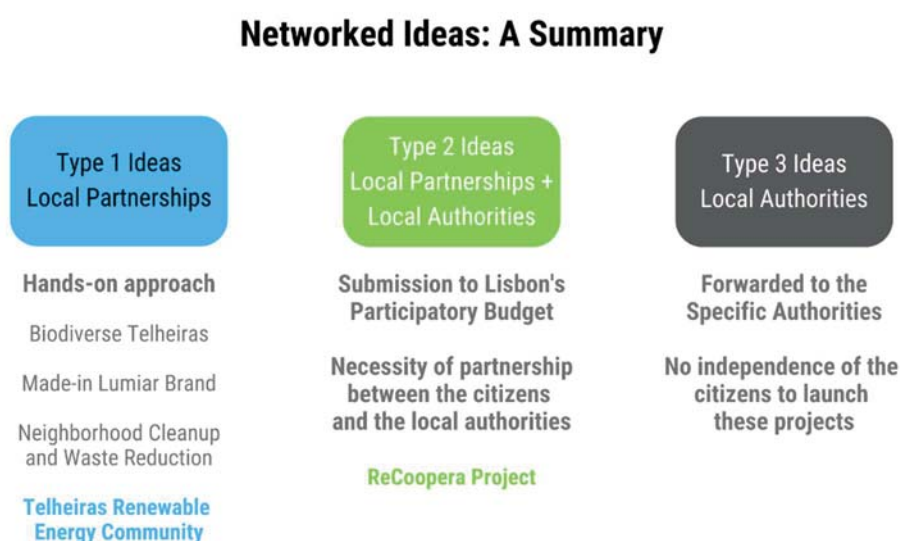 Networked Ideas: A Summary
Type 1 Ideas
Local Partnerships
Hands-on approach
Biodiverse Telheiras
Made-in Lumiar Brand
Neighborhood Cleanup
and Waste Reduction
Telheiras Renewable
Energy Community
Type 2 Ideas
Local Partnerships +
Local Authorities
Submission to Lisbon's
Participatory Budget
Necessity of partnership
between the citizens
and the local authorities
ReCoopera Project
Type 3 Ideas
Local Authorities
Forwarded to the
Specific Authorities
No independence of the
citizens to launch
these projects